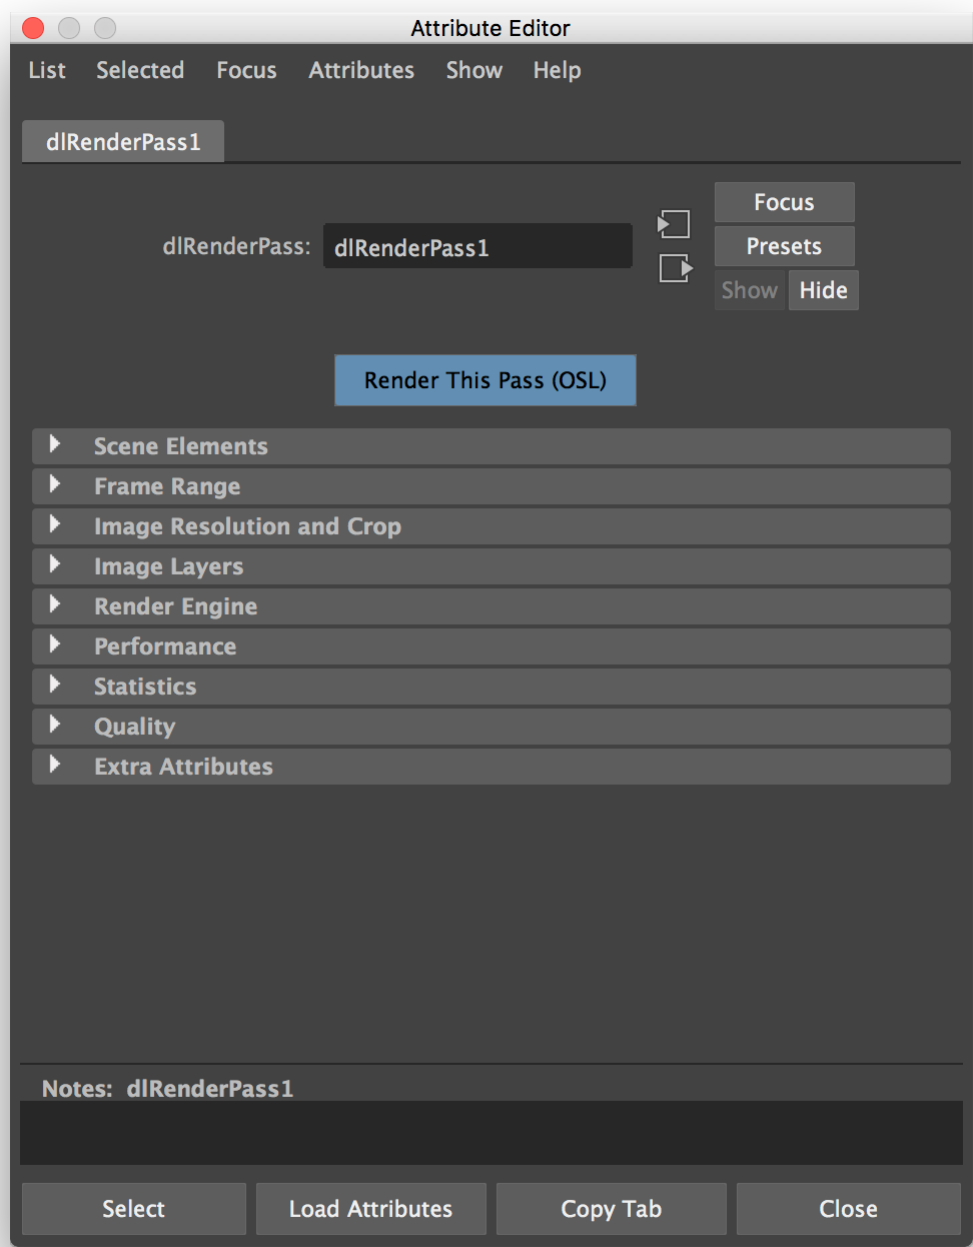 Attribute Editor
List Selected Focus Attributes Show Help
dlRenderPass1
Focus
dlRenderPass: dlRenderPass1
Presets
Show Hide
Render This Pass (OSL)
Scene Elements
Frame Range
Image Resolution and Crop
Image Layers
Render Engine
Performance
Statistics
Quality
Extra Attributes
Notes: dlRenderPass1
Select Load Attributes Copy Tab Close